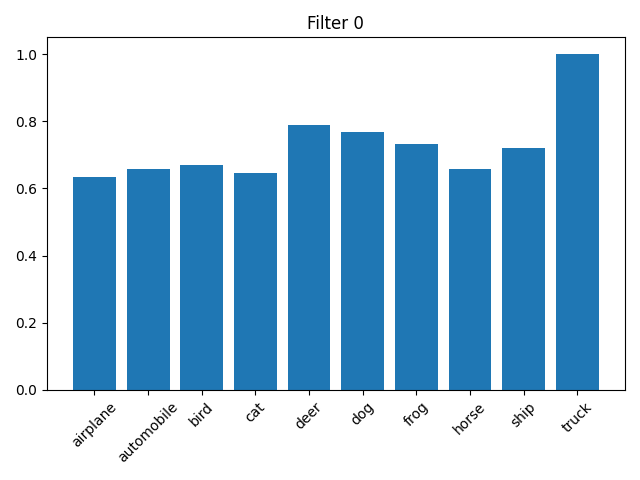 Filter 0
1.0
0.8
0.6
0.4
0.2
0.0
airplane
automobile
bird
cat
deer
dog
frog
horse
ship
truck